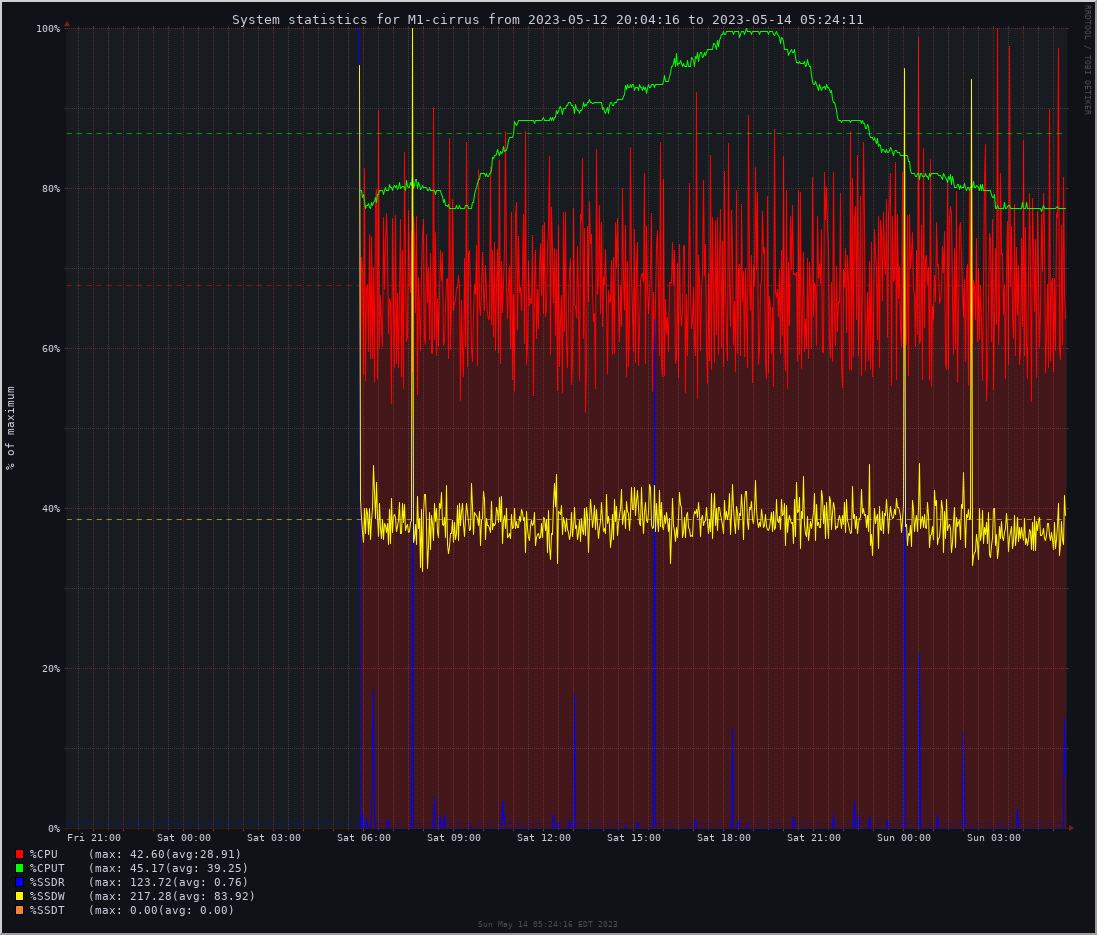 System statistics for M1-cirrus from 2023-05-12 20:04:16 to 2023-05-14 05:24:11
RRDTOOL / TOBI OETIKER
100%
80%
60%
40%
20%
0%
% of maximum
Fri 21:00 Sat 00:00 Sat 03:00 Sat 06:00 Sat 09:00 Sat 12:00 Sat 15:00 Sat 18:00 Sat 21:00 Sun 00:00 Sun 03:00
%CPU (max: 42.60(avg:28.91)
%CPUT (max: 45.17(avg: 39.25)
%SSDR (max: 123.72(avg: 0.76)
%SSDW (max: 217.28(avg: 83.92)
%SSDT (max: 0.00(avg: 0.00)
Sun May 14 05:24:16 EDT 2023